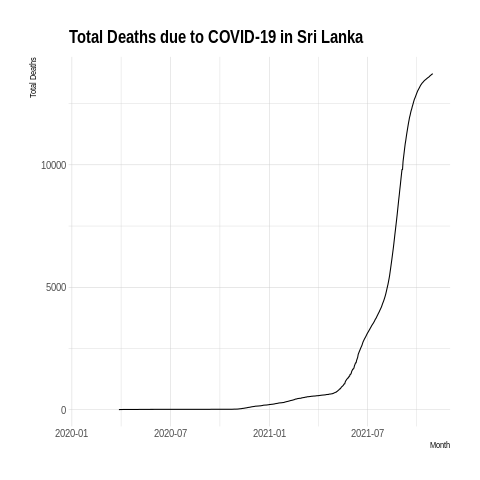 Total Deaths due to COVID-19 in Sri Lanka
Total Deaths
10000
5000
0
2020-01 2020-07 2021-01 2021-07
Month